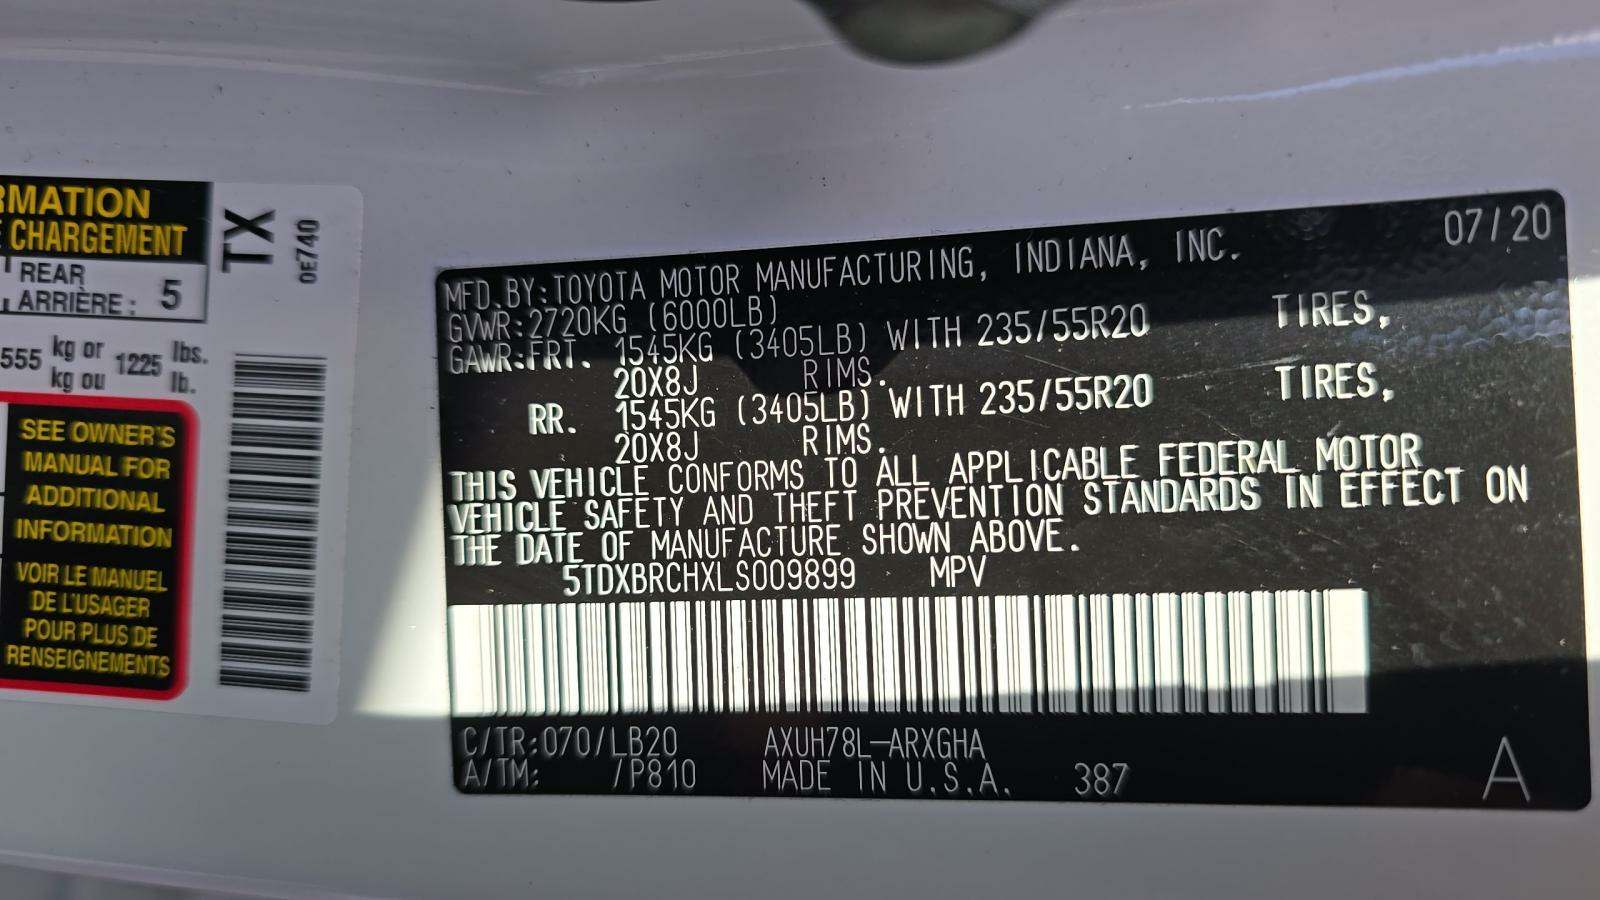 RMATION
E CHARGEMENT
REAR
ARRIÈRE : 5
555 kg or 1225 lbs.
kg ou lb.
SEE OWNER'S
MANUAL FOR
ADDITIONAL
INFORMATION
VOIR LE MANUEL
DE L'USAGER
POUR PLUS DE
RENSEIGNEMENTS
TX
0E740
07/20
MFD.BY:TOYOTA MOTOR MANUFACTURING, INDIANA, INC.
GVWR:2720KG (6000LB)
GAWR:FRT. 1545KG (3405LB) WITH 235/55R20 TIRES,
20X8J RIMS.
RR. 1545KG (3405LB) WITH 235/55R20 TIRES,
20X8J RIMS.
THIS VEHICLE CONFORMS TO ALL APPLICABLE FEDERAL MOTOR
VEHICLE SAFETY AND THEFT PREVENTION STANDARDS IN EFFECT ON
THE DATE OF MANUFACTURE SHOWN ABOVE.
5TDXBRCHXLS009899 MPV
C/TR:070/LB20 AXUH78L-ARXGHA
A/TM: /P810 MADE IN U.S.A. 387
A